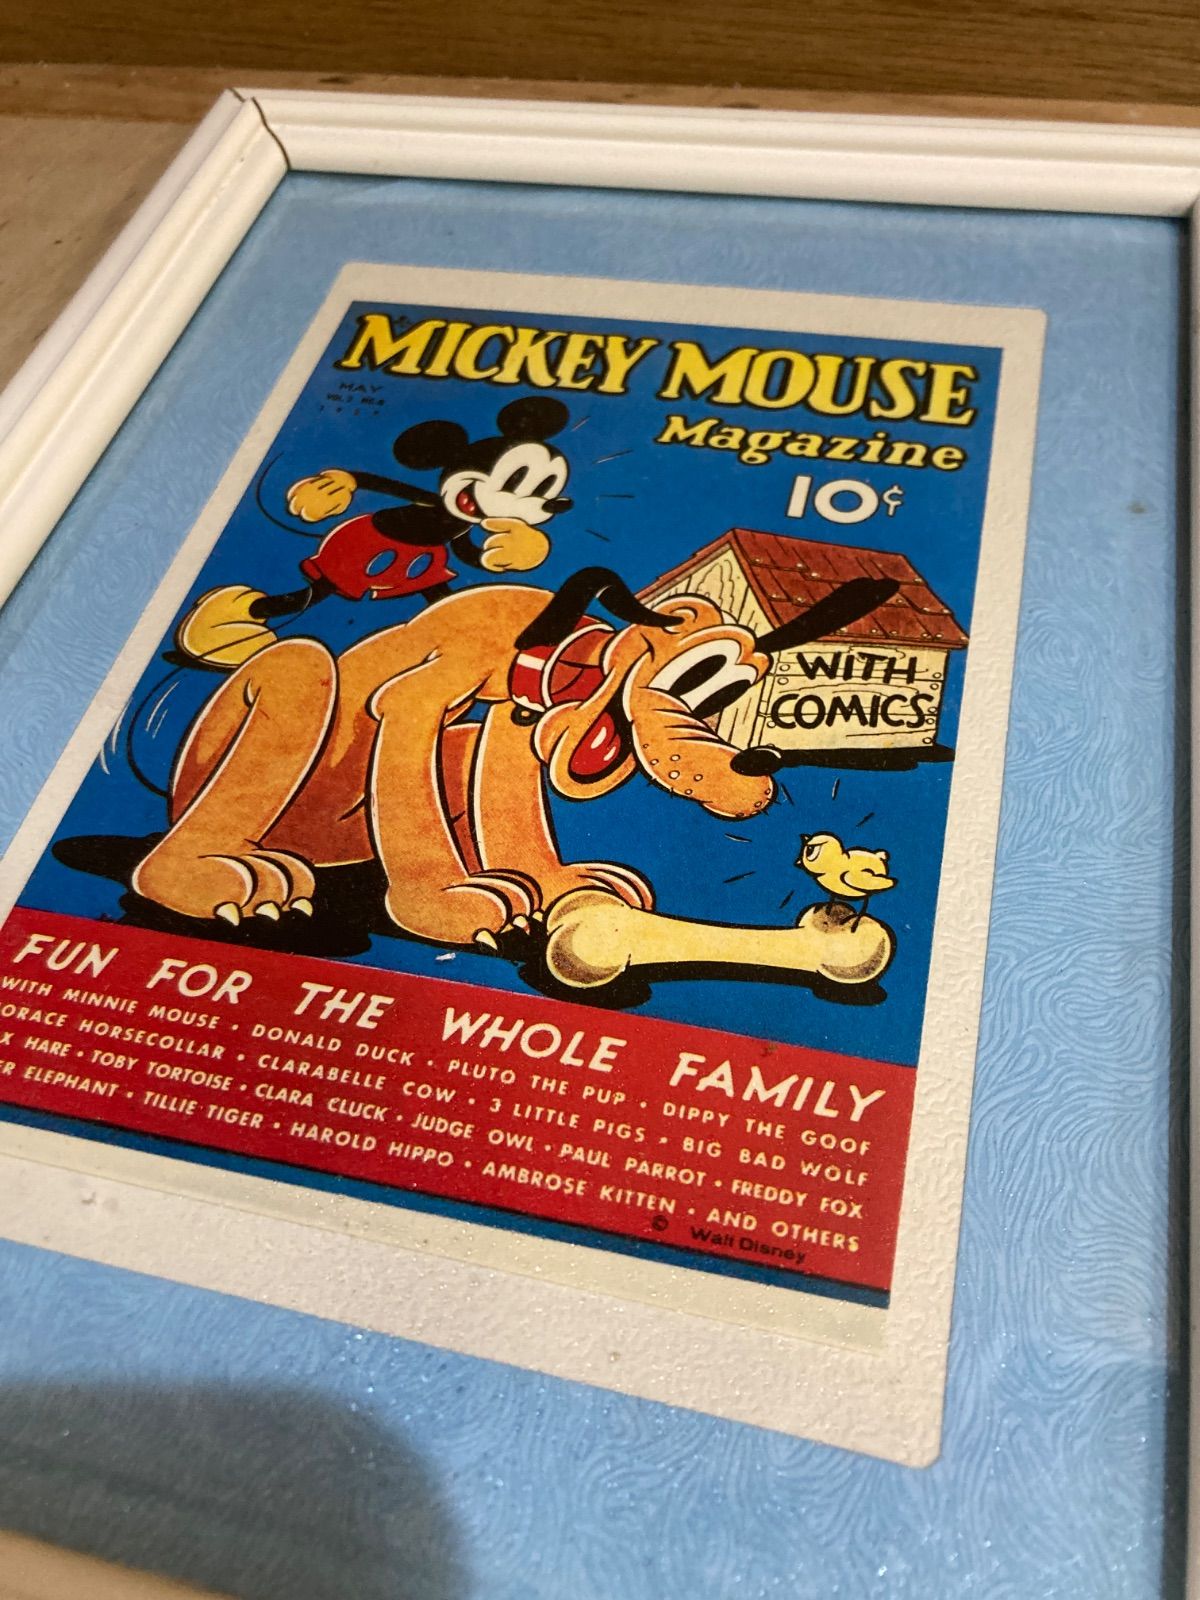 MICKEY MOUSE
Magazine
MAY
10¢
WITH
COMICS
FUN FOR THE WHOLE FAMILY
WITH MINNIE MOUSE • DONALD DUCK • PLUTO THE PUP • DIPPY THE GOOF
HORSECOLLAR • CLARABELLE COW • 3 LITTLE PIGS • BIG BAD WOLF
HARE • TOBY TORTOISE • CLARA CLUCK • JUDGE OWL • PAUL PARROT • FREDDY FOX
ELEPHANT • TILLIE TIGER • HAROLD HIPPO • AMBROSE KITTEN • AND OTHERS
© Walt Disney